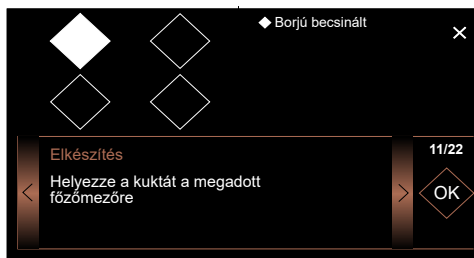 Borjú becsinált
Elkészítés
11/22
Helyezze a kuktát a megadott
főzőmezőre
OK